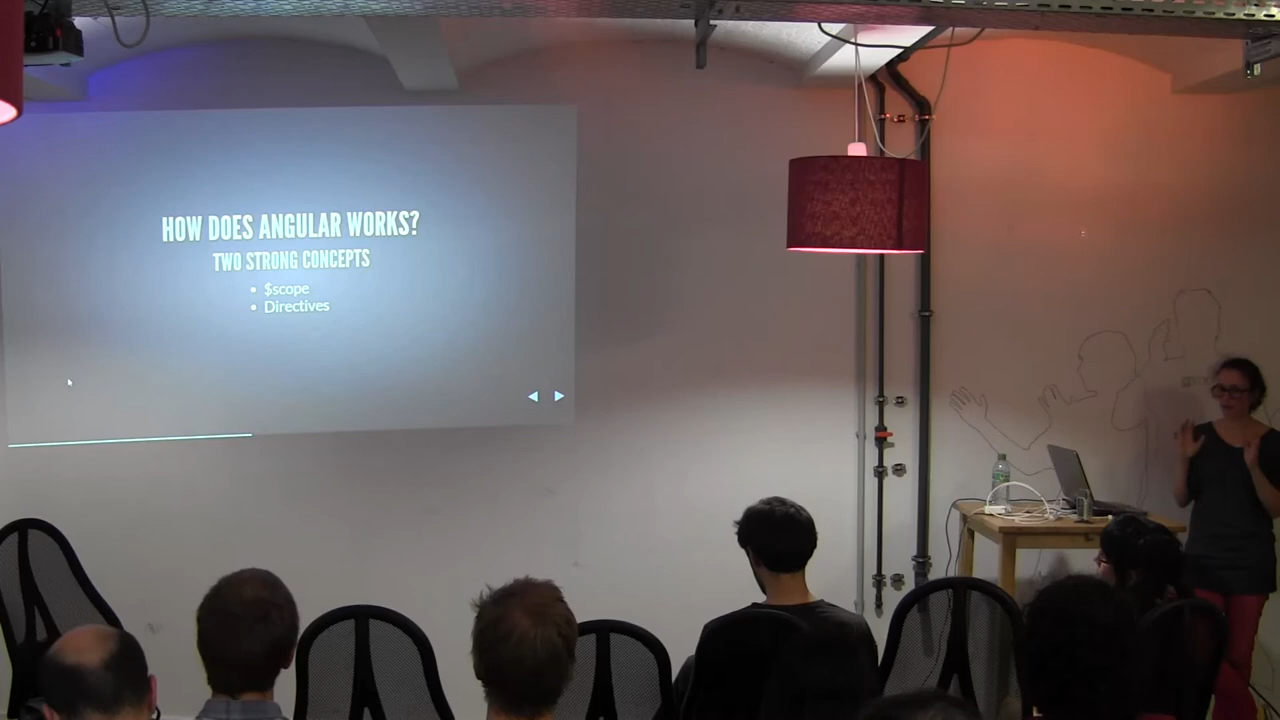 HOW DOES ANGULAR WORKS?
TWO STRONG CONCEPTS
$scope
Directives